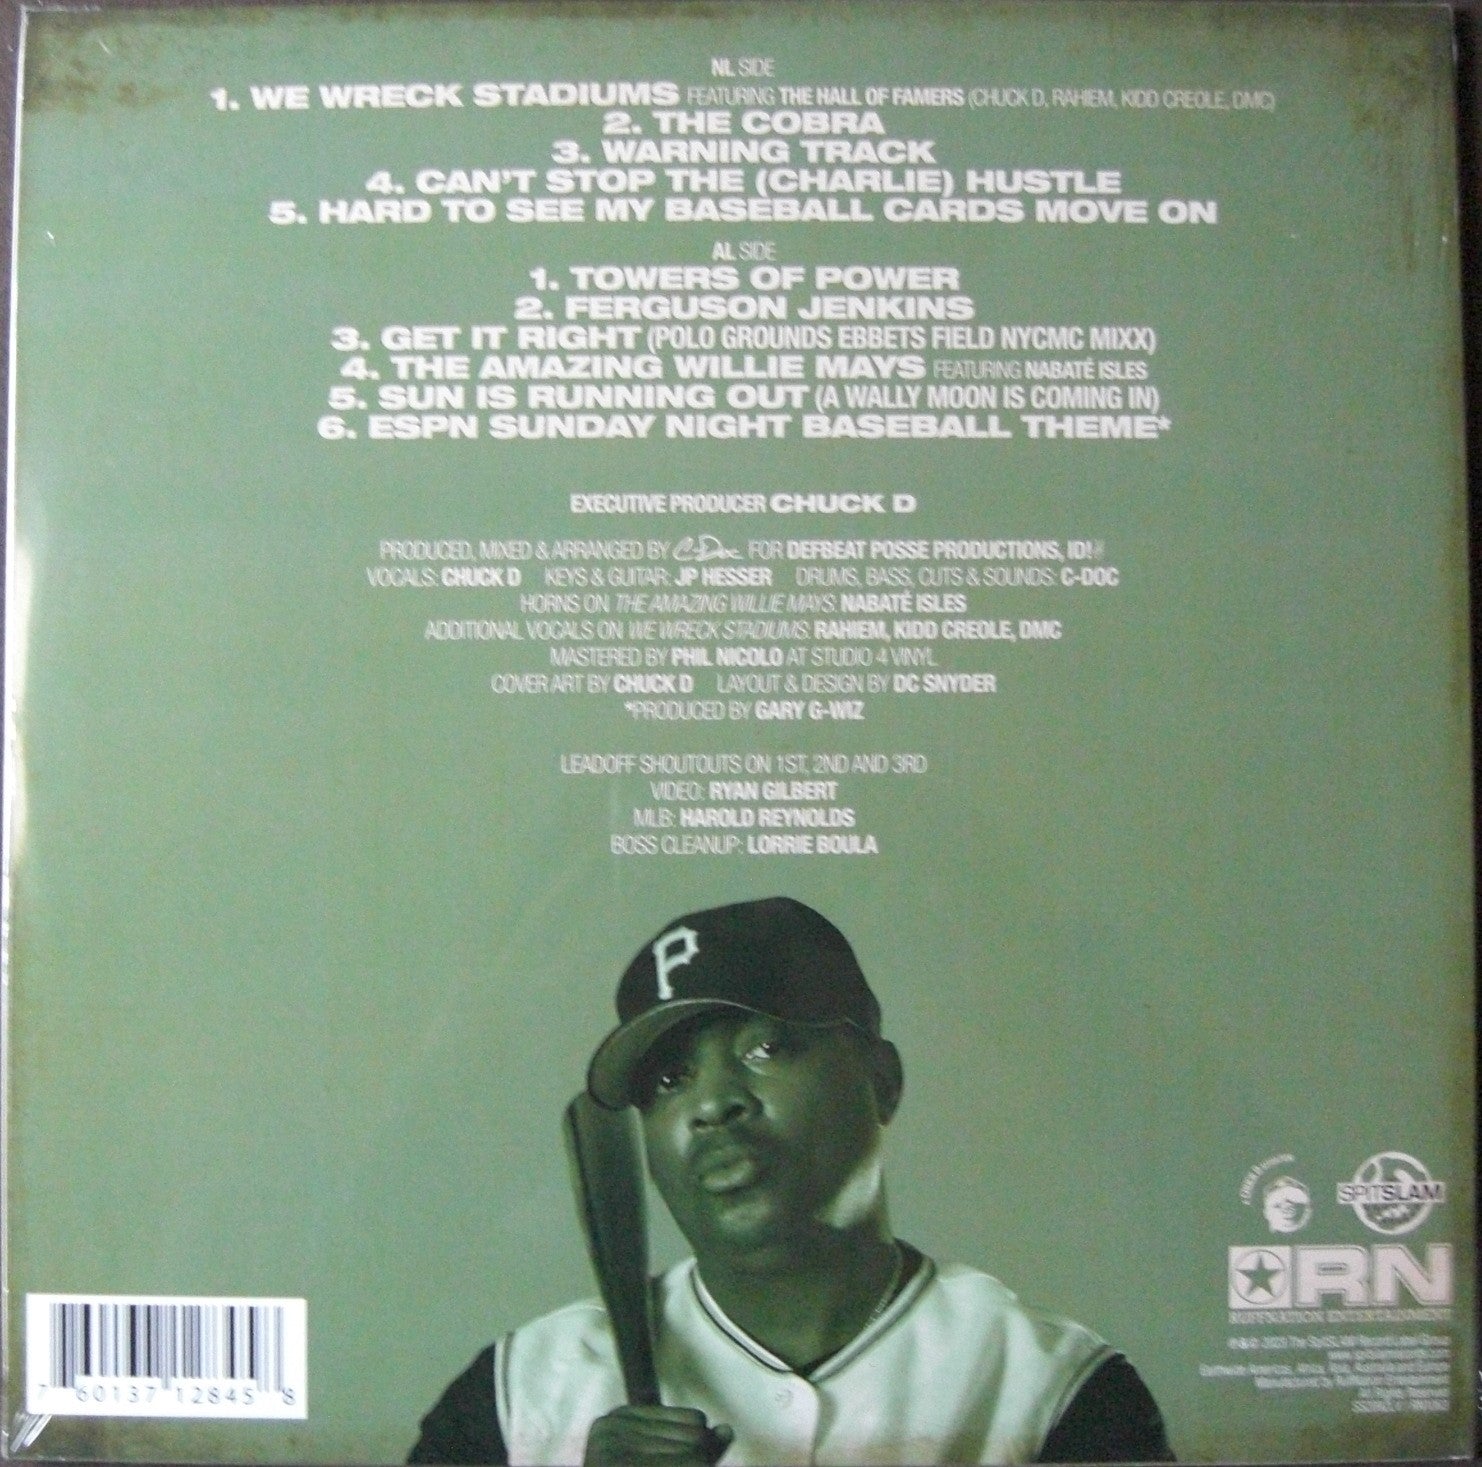 NL SIDE
1. WE WRECK STADIUMS FEATURING THE HALL OF FAMERS (CHUCK D, RAHIEM, KIDD CREOLE, DMC)
2. THE COBRA
3. WARNING TRACK
4. CAN'T STOP THE (CHARLIE) HUSTLE
5. HARD TO SEE MY BASEBALL CARDS MOVE ON
AL SIDE
1. TOWERS OF POWER
2. FERGUSON JENKINS
3. GET IT RIGHT (POLO GROUNDS EBBETS FIELD NYCMC MIXX)
4. THE AMAZING WILLIE MAYS FEATURING NABATÉ ISLES
5. SUN IS RUNNING OUT (A WALLY MOON IS COMING IN)
6. ESPN SUNDAY NIGHT BASEBALL THEME*
EXECUTIVE PRODUCER CHUCK D
PRODUCED, MIXED & ARRANGED BY C-Doc FOR DEFBEAT POSSE PRODUCTIONS, ID!
VOCALS: CHUCK D KEYS & GUITAR: JP HESSER DRUMS, BASS, CUTS & SOUNDS: C-DOC
HORNS ON THE AMAZING WILLIE MAYS: NABATÉ ISLES
ADDITIONAL VOCALS ON WE WRECK STADIUMS: RAHIEM, KIDD CREOLE, DMC
MASTERED BY PHIL NICOLO AT STUDIO 4 VINYL
COVER ART BY CHUCK D LAYOUT & DESIGN BY DC SNYDER
*PRODUCED BY GARY G-WIZ
LEADOFF SHOUTOUTS ON 1ST, 2ND AND 3RD
VIDEO: RYAN GILBERT
MLB: HAROLD REYNOLDS
BOSS CLEANUP: LORRIE BOULA
P
SPITSLAM
RN
RUFFNATION ENTERTAINMENT
7 60137 12845 8